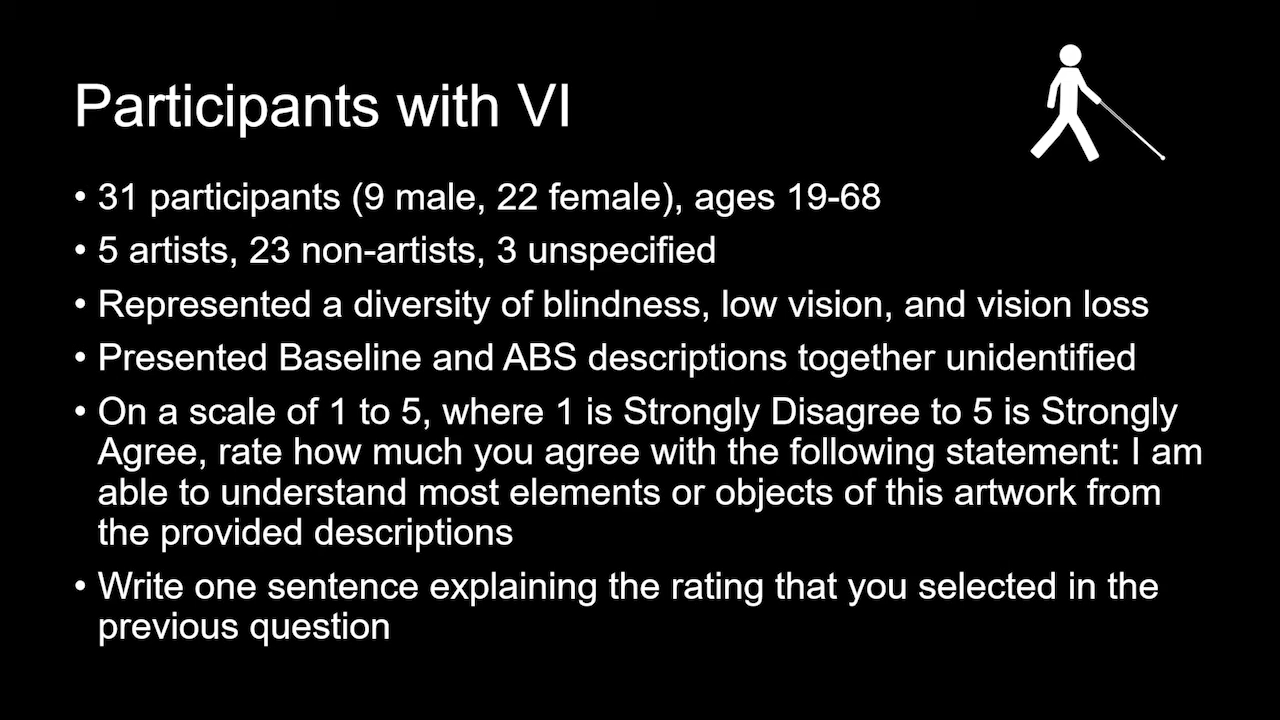 Participants with VI
• 31 participants (9 male, 22 female), ages 19-68
• 5 artists, 23 non-artists, 3 unspecified
• Represented a diversity of blindness, low vision, and vision loss
• Presented Baseline and ABS descriptions together unidentified
• On a scale of 1 to 5, where 1 is Strongly Disagree to 5 is Strongly
Agree, rate how much you agree with the following statement: I am
able to understand most elements or objects of this artwork from
the provided descriptions
• Write one sentence explaining the rating that you selected in the
previous question